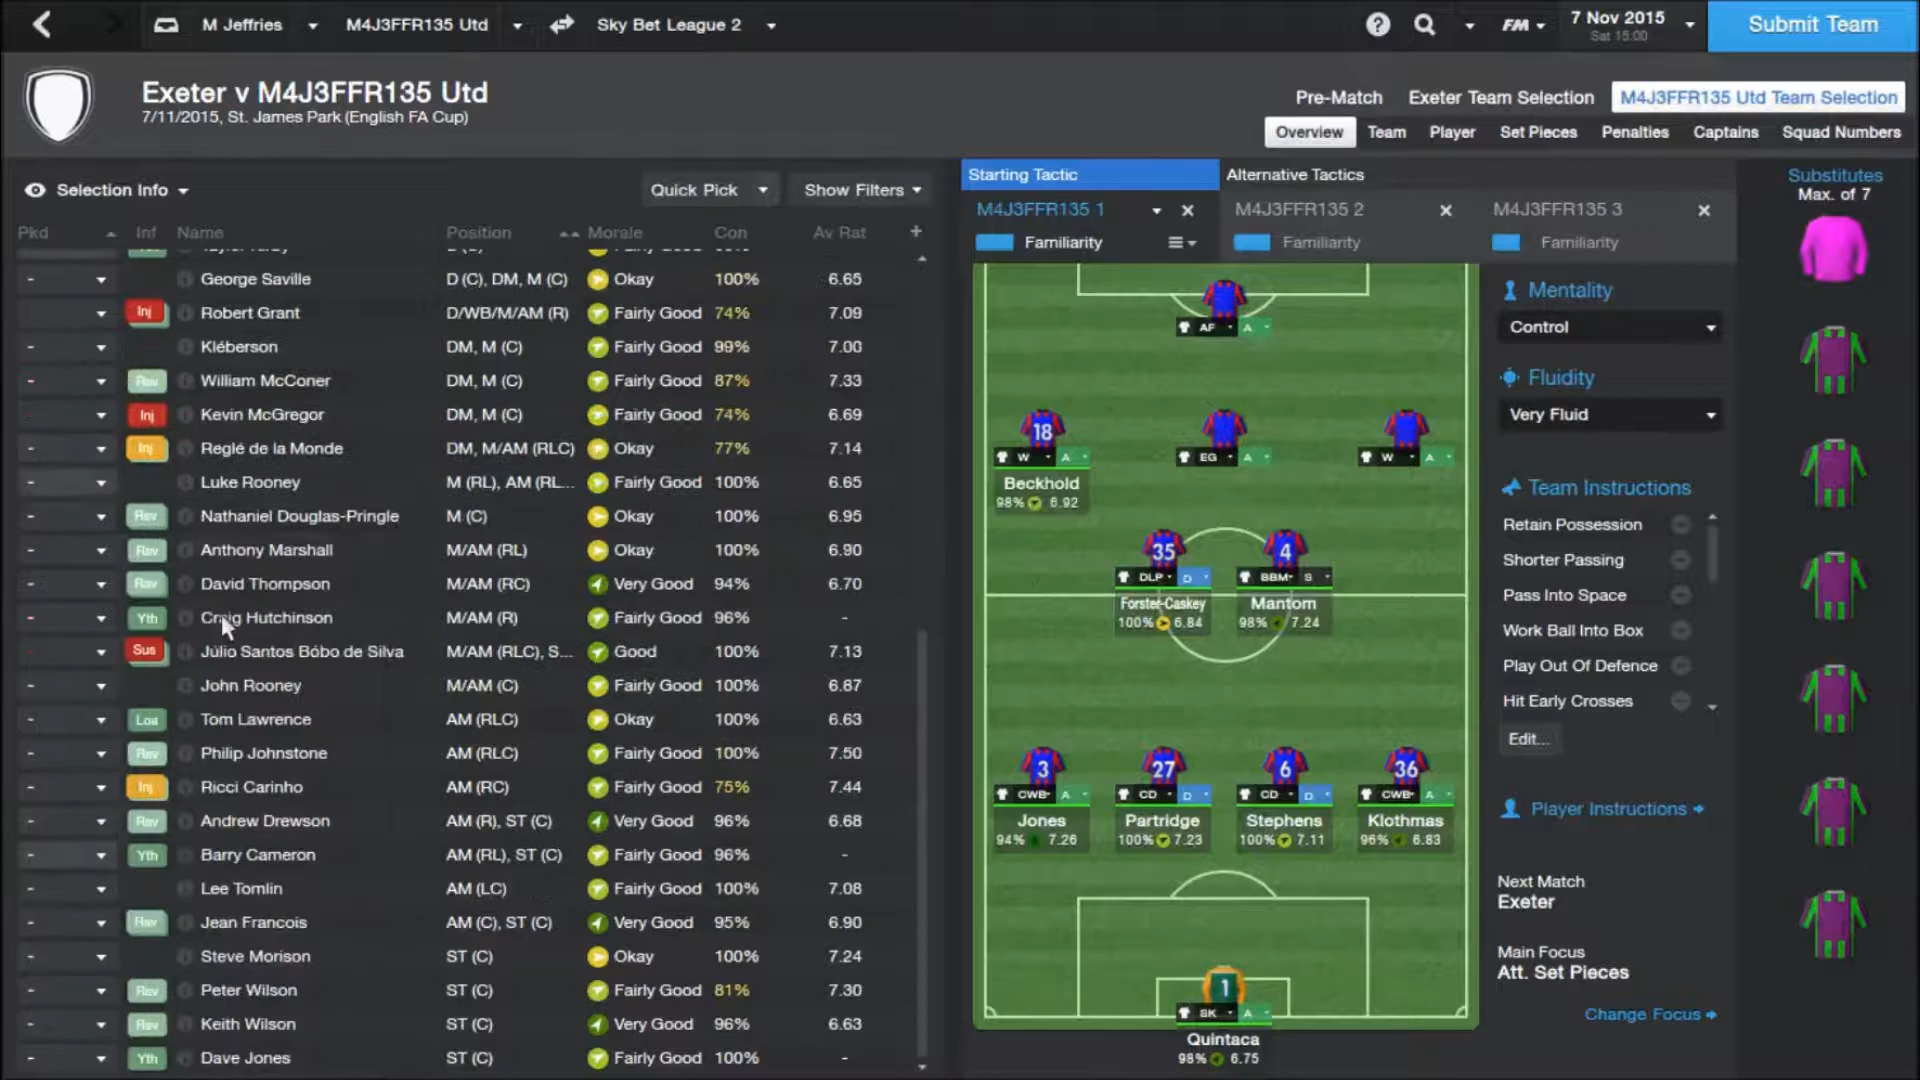 M Jeffries
M4J3FFR135 Utd
Sky Bet League 2
?
FM
7 Nov 2015
Sat 15:00
Submit Team
Exeter v M4J3FFR135 Utd
7/11/2015, St. James Park (English FA Cup)
Pre-Match
Exeter Team Selection
M4J3FFR135 Utd Team Selection
Overview
Team
Player
Set Pieces
Penalties
Captains
Squad Numbers
Selection Info
Quick Pick
Show Filters
Pkd Inf Name Position Morale Con Av Rat +
- George Saville D (C), DM, M (C) Okay 100% 6.65
Inj Robert Grant D/WB/M/AM (R) Fairly Good 74% 7.09
- Kléberson DM, M (C) Fairly Good 99% 7.00
- Rsv William McConer DM, M (C) Fairly Good 87% 7.33
Inj Kevin McGregor DM, M (C) Fairly Good 74% 6.69
- Inj Reglé de la Monde DM, M/AM (RLC) Okay 77% 7.14
- Luke Rooney M (RL), AM (RL... Fairly Good 100% 6.65
- Rsv Nathaniel Douglas-Pringle M (C) Okay 100% 6.95
- Rsv Anthony Marshall M/AM (RL) Okay 100% 6.90
- Rsv David Thompson M/AM (RC) Very Good 94% 6.70
- Yth Craig Hutchinson M/AM (R) Fairly Good 96% -
Sus Júlio Santos Bóbo de Silva M/AM (RLC), S... Good 100% 7.13
- John Rooney M/AM (C) Fairly Good 100% 6.87
- Loa Tom Lawrence AM (RLC) Okay 100% 6.63
- Rsv Philip Johnstone AM (RLC) Fairly Good 100% 7.50
- Inj Ricci Carinho AM (RC) Fairly Good 75% 7.44
- Rsv Andrew Drewson AM (R), ST (C) Very Good 96% 6.68
- Yth Barry Cameron AM (RL), ST (C) Fairly Good 96% -
- Lee Tomlin AM (LC) Fairly Good 100% 7.08
- Rsv Jean Francois AM (C), ST (C) Very Good 95% 6.90
- Steve Morison ST (C) Okay 100% 7.24
- Rsv Peter Wilson ST (C) Fairly Good 81% 7.30
- Rsv Keith Wilson ST (C) Very Good 96% 6.63
- Yth Dave Jones ST (C) Fairly Good 100% -
Starting Tactic
Alternative Tactics
M4J3FFR135 1
M4J3FFR135 2
M4J3FFR135 3
Familiarity
Familiarity
Familiarity
AF A
18
W A
EG A
W A
Beckhold
98% 6.92
35
4
DLP D
BBM S
Forster-Caskey
100% 6.84
Mantom
98% 7.24
3
27
6
36
CWB A
CD D
CD D
CWB A
Jones
94% 7.26
Partridge
100% 7.23
Stephens
100% 7.11
Klothmas
96% 6.83
1
SK A
Quintaca
98% 6.75
Mentality
Control
Fluidity
Very Fluid
Team Instructions
Retain Possession
Shorter Passing
Pass Into Space
Work Ball Into Box
Play Out Of Defence
Hit Early Crosses
Edit...
Player Instructions
Next Match
Exeter
Main Focus
Att. Set Pieces
Change Focus
Substitutes
Max. of 7